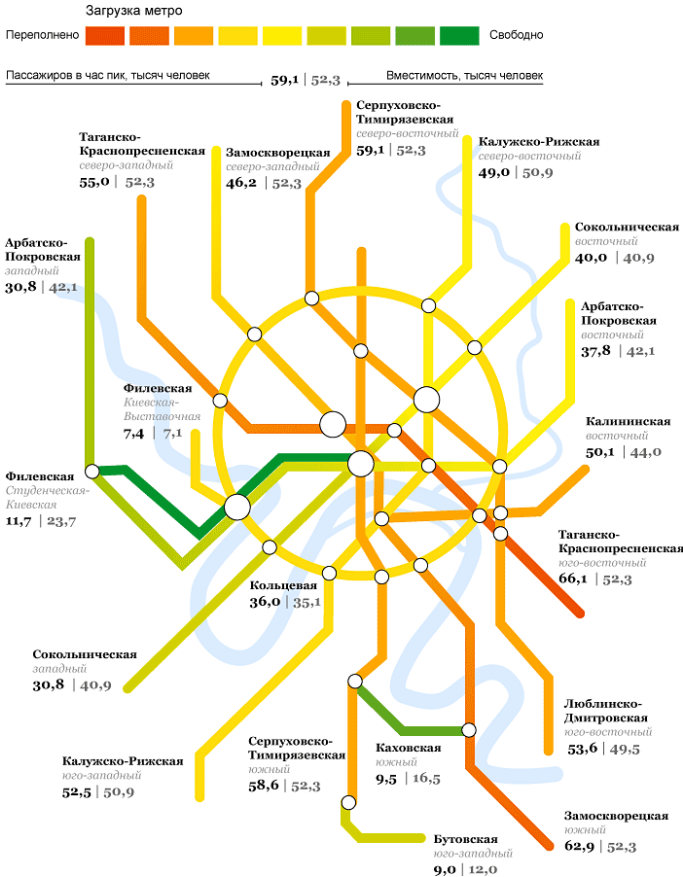 Загрузка метро
Переполнено
Свободно
Пассажиров в час пик, тысяч человек
59,1 | 52,3
Вместимость, тысяч человек
Серпуховско-
Тимирязевская
северо-восточный
59,1 | 52,3
Таганско-
Краснопресненская
северо-западный
55,0 | 52,3
Замоскворецкая
северо-западный
46,2 | 52,3
Калужско-Рижская
северо-восточный
49,0 | 50,9
Сокольническая
восточный
40,0 | 40,9
Арбатско-
Покровская
западный
30,8 | 42,1
Арбатско-
Покровская
восточный
37,8 | 42,1
Филевская
Киевская-
Выставочная
7,4 | 7,1
Калининская
восточный
50,1 | 44,0
Филевская
Студенческая-
Киевская
11,7 | 23,7
Таганско-
Краснопресненская
юго-восточный
66,1 | 52,3
Кольцевая
36,0 | 35,1
Сокольническая
западный
30,8 | 40,9
Люблинско-
Дмитровская
юго-восточный
53,6 | 49,5
Калужско-Рижская
юго-западный
52,5 | 50,9
Серпуховско-
Тимирязевская
южный
58,6 | 52,3
Каховская
южный
9,5 | 16,5
Замоскворецкая
южный
62,9 | 52,3
Бутовская
юго-западный
9,0 | 12,0